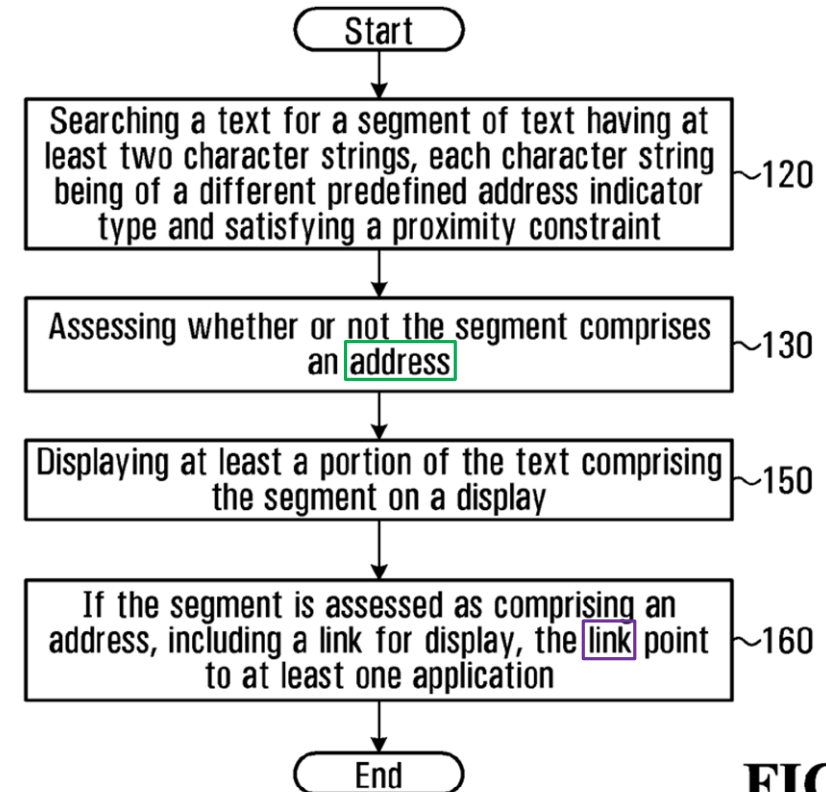 Start
Searching a text for a segment of text having at
least two character strings, each character string
being of a different predefined address indicator
type and satisfying a proximity constraint
120
Assessing whether or not the segment comprises
an address
130
Displaying at least a portion of the text comprising
the segment on a display
150
If the segment is assessed as comprising an
address, including a link for display, the link point
to at least one application
160
End